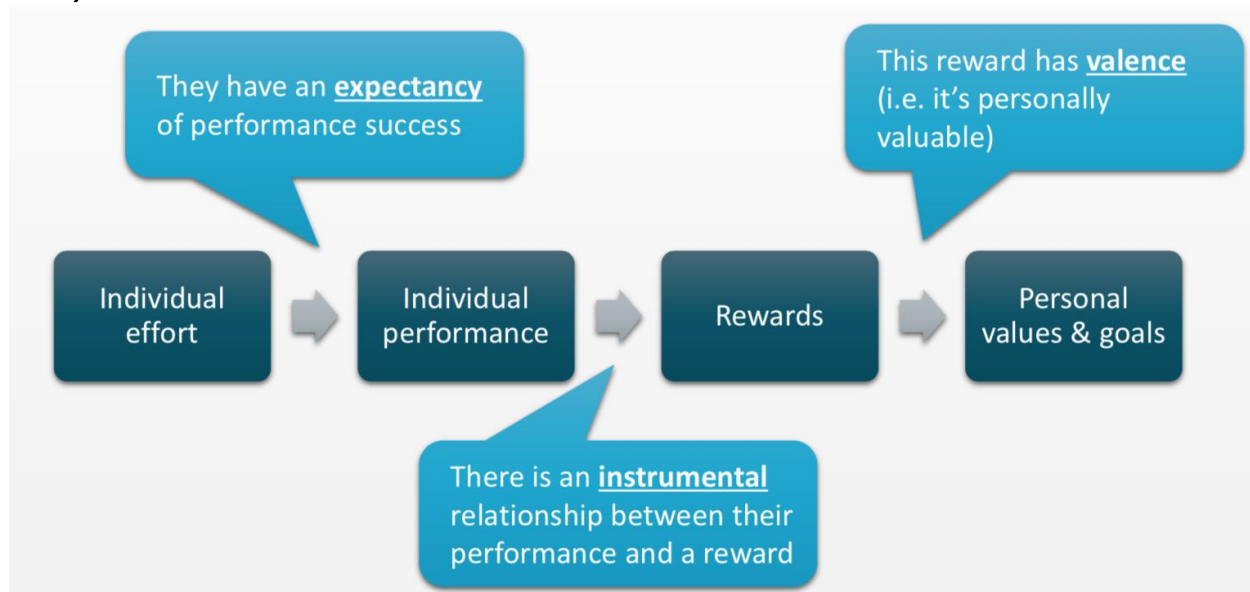 They have an expectancy
of performance success
This reward has valence
(i.e. it's personally
valuable)
Individual
effort
Individual
performance
Rewards
Personal
values & goals
There is an instrumental
relationship between their
performance and a reward